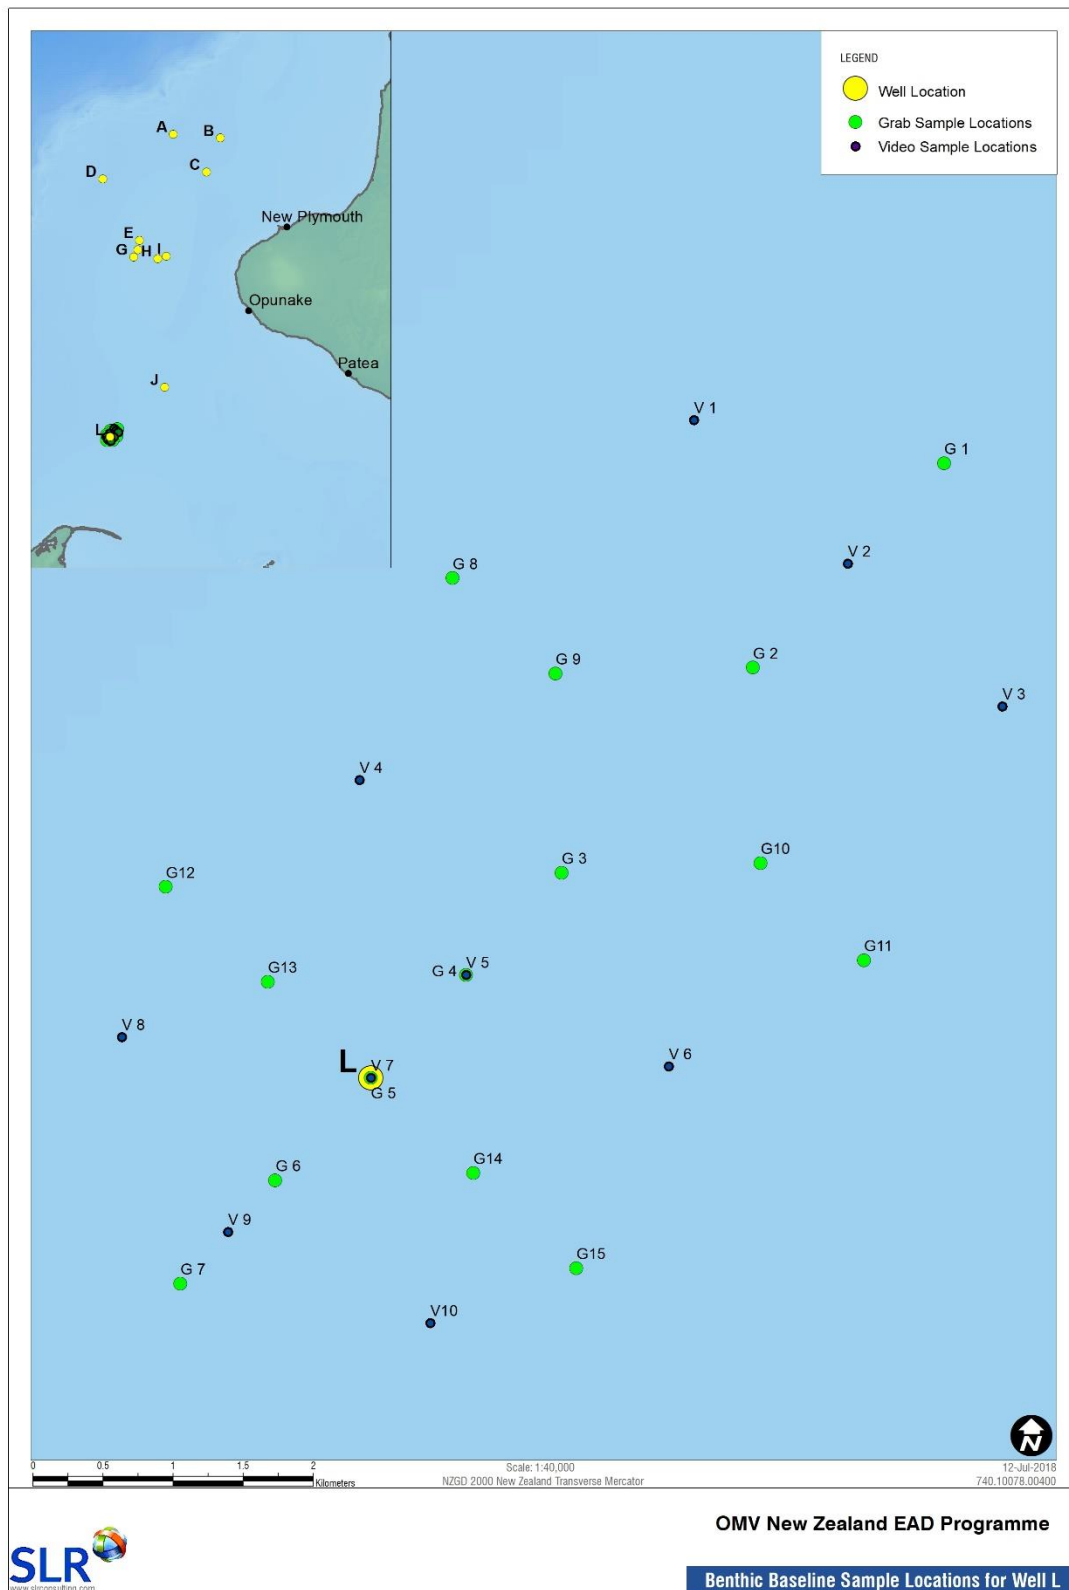 LEGEND
Well Location
Grab Sample Locations
Video Sample Locations
A
B
C
D
New Plymouth
E
G
H
I
Opunake
Patea
J
L
V 1
G 1
V 2
G 8
G 9
G 2
V 3
V 4
G 3
G10
G12
G11
G13
G 4
V 5
V 8
V 6
L
V 7
G 5
G14
G 6
V 9
G15
G 7
V10
N
0 0.5 1 1.5 2
Kilometers
Scale: 1:40,000
NZGD 2000 New Zealand Transverse Mercator
12-Jul-2018
740.10078.00400
OMV New Zealand EAD Programme
SLR
www.slrconsulting.com
Benthic Baseline Sample Locations for Well L